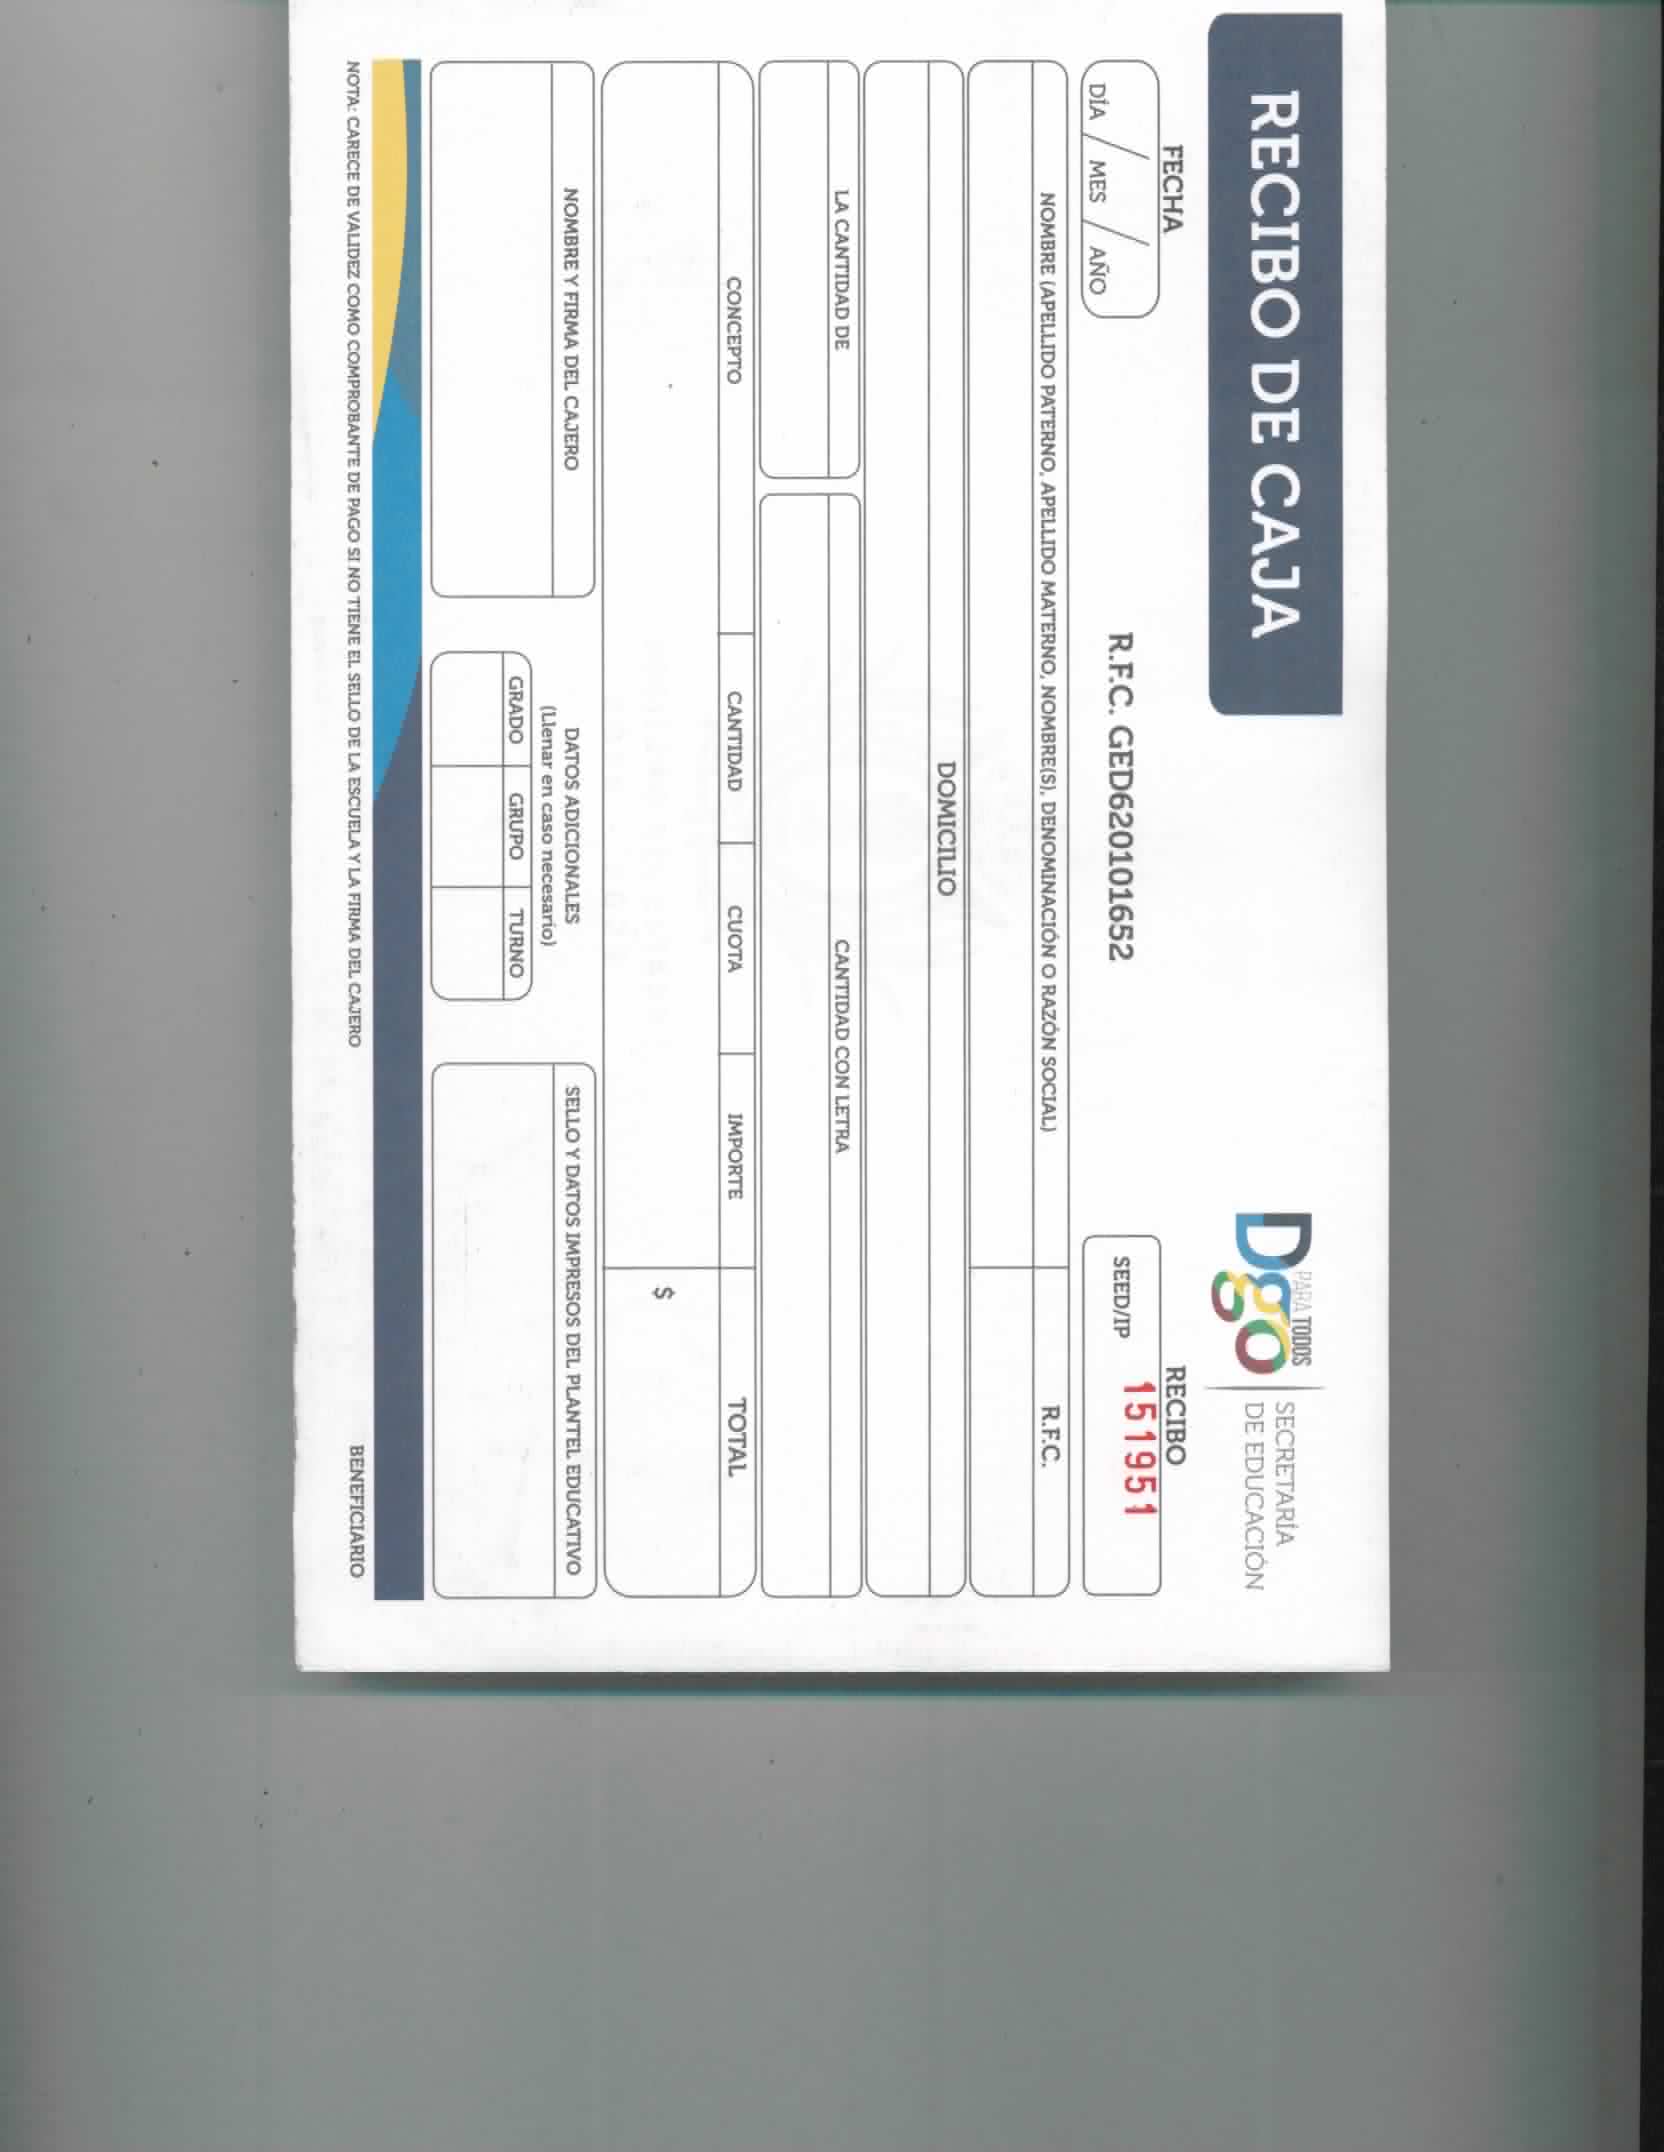 RECIBO DE CAJA
PARA TODOS
Dgo
SECRETARÍA
DE EDUCACIÓN
FECHA
RECIBO
DÍA / MES / AÑO
R.F.C. GED620101652
SEED/IP 151951
NOMBRE (APELLIDO PATERNO, APELLIDO MATERNO, NOMBRE(S), DENOMINACIÓN O RAZÓN SOCIAL)
R.F.C.
DOMICILIO
LA CANTIDAD DE
CANTIDAD CON LETRA
CONCEPTO
CANTIDAD
CUOTA
IMPORTE
TOTAL
$
NOMBRE Y FIRMA DEL CAJERO
DATOS ADICIONALES
(Llenar en caso necesario)
GRADO
GRUPO
TURNO
SELLO Y DATOS IMPRESOS DEL PLANTEL EDUCATIVO
NOTA: CARECE DE VALIDEZ COMO COMPROBANTE DE PAGO SI NO TIENE EL SELLO DE LA ESCUELA Y LA FIRMA DEL CAJERO
BENEFICIARIO